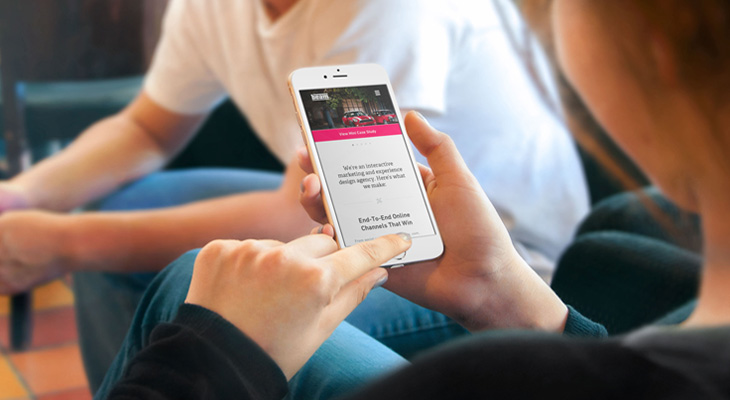 View Mini Case Study
We're an interactive
marketing and experience
design agency. Here's what
we make:
End-To-End Online
Channels That Win